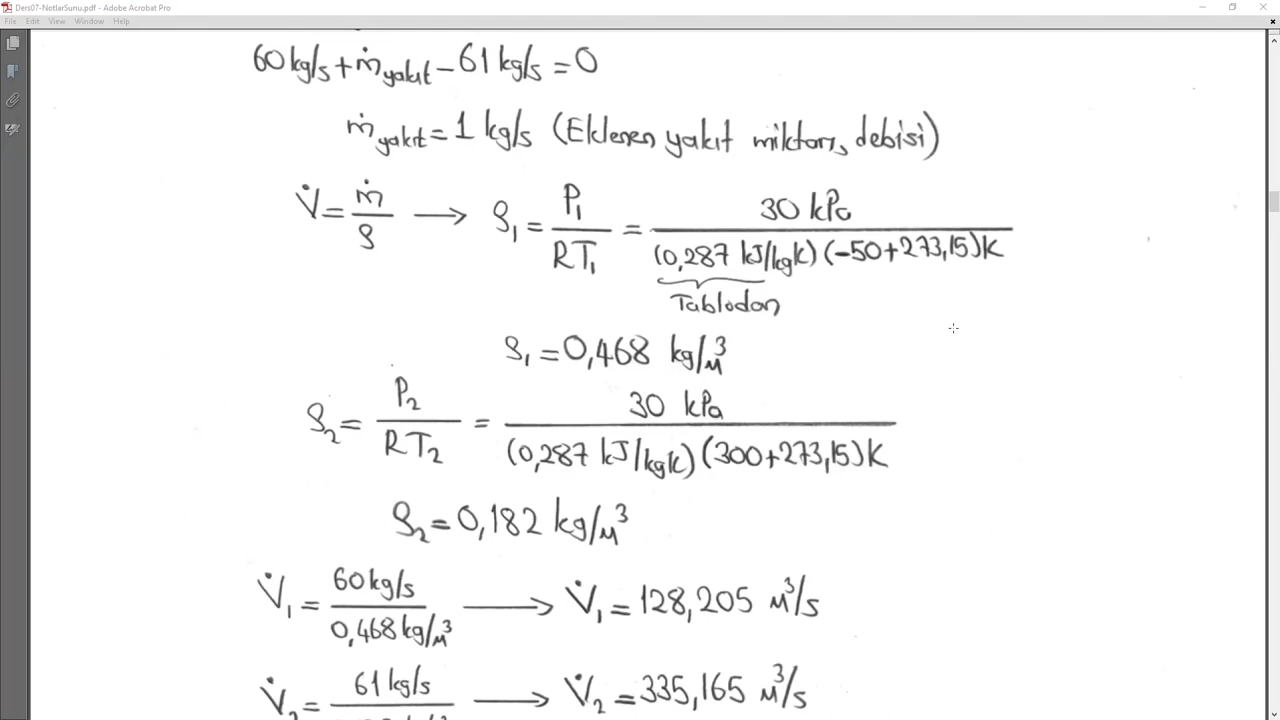 Ders07-NotlarSunu.pdf - Adobe Acrobat Pro
File Edit View Window Help
60 kg/s + ṁ yakıt - 61 kg/s = 0
ṁ yakıt = 1 kg/s (Eklenen yakıt miktarı, debisi)
V̇ = ṁ/ρ → ρ₁ = P₁/RT₁ = 30 kPa/(0,287 kJ/kgK)(-50+273,15)K
Tablodan
ρ₁ = 0,468 kg/m³
ρ₂ = P₂/RT₂ = 30 kPa/(0,287 kJ/kgK)(300+273,15)K
ρ₂ = 0,182 kg/m³
V̇₁ = 60 kg/s/0,468 kg/m³ → V̇₁ = 128,205 m³/s
V̇₂ = 61 kg/s → V̇₂ = 335,165 m³/s